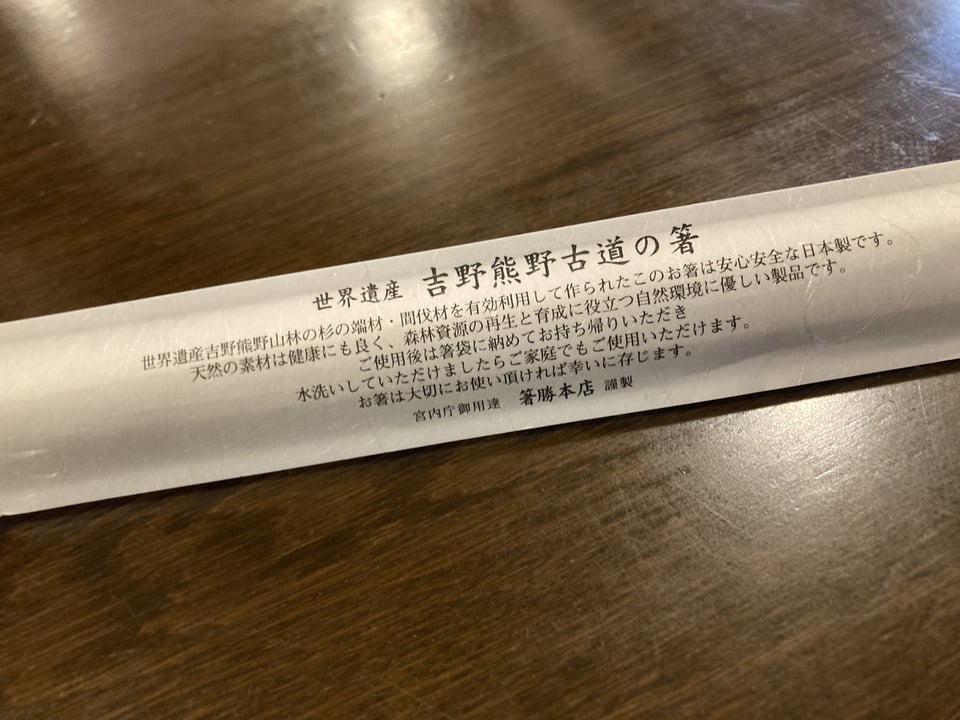 世界遺産 吉野熊野古道の箸
世界遺産吉野熊野山林の杉の端材・間伐材を有効利用して作られたこのお箸は安心安全な日本製です。
天然の素材は健康にも良く、森林資源の再生と育成に役立つ自然環境に優しい製品です。
ご使用後は箸袋に納めてお持ち帰りいただき
水洗いしていただけましたらご家庭でもご使用いただけます。
お箸は大切にお使い頂ければ幸いに存じます。
宮内庁御用達 箸勝本店 謹製